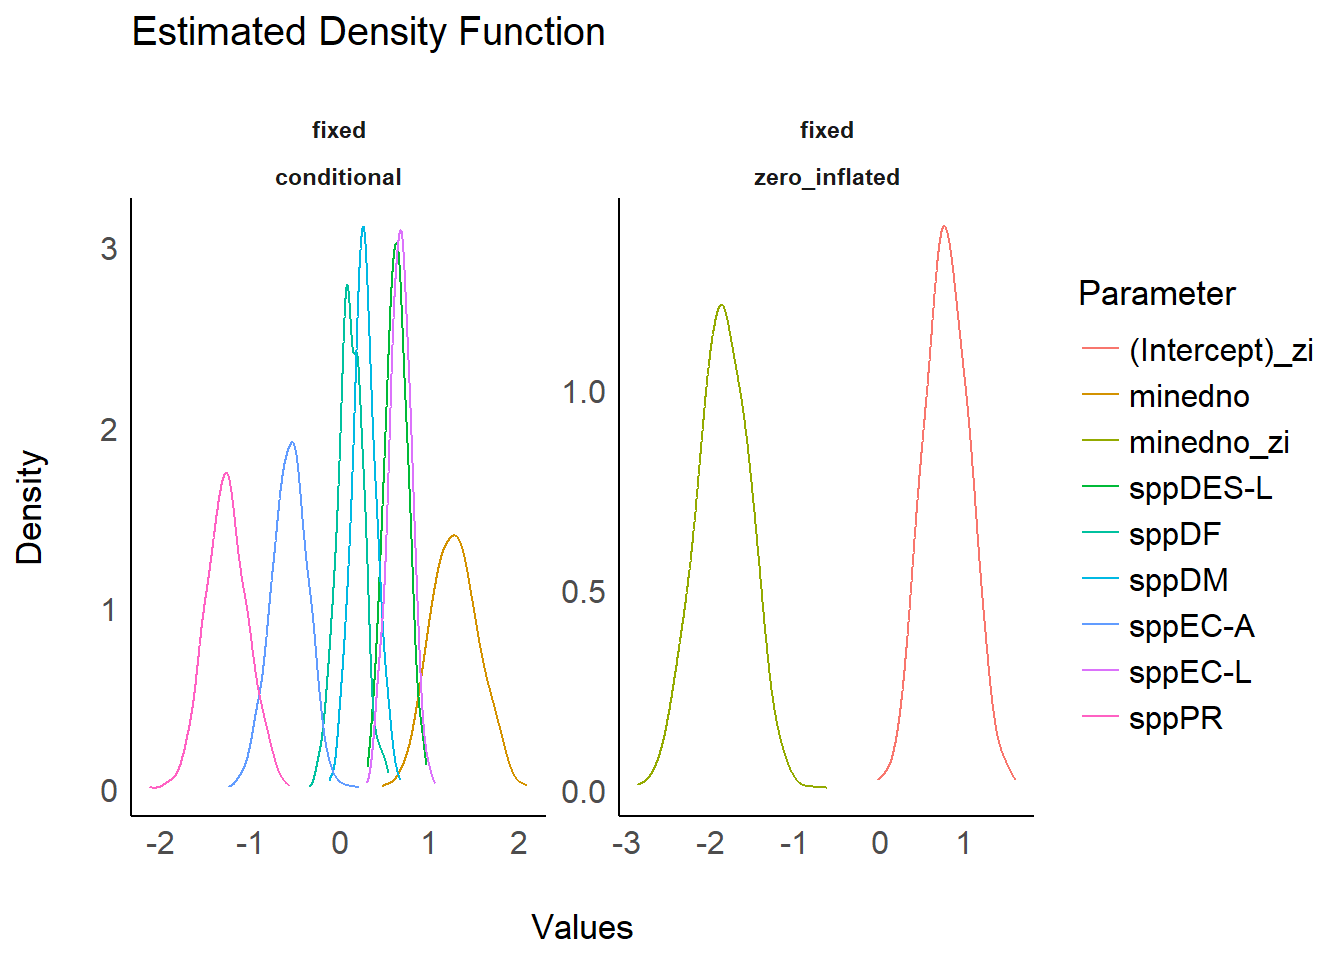 Estimated Density Function
fixed
conditional
fixed
zero_inflated
Density
3
2
1
0
-2 -1 0 1 2
1.0
0.5
0.0
-3 -2 -1 0 1
Values
Parameter
(Intercept)_zi
minedno
minedno_zi
sppDES-L
sppDF
sppDM
sppEC-A
sppEC-L
sppPR